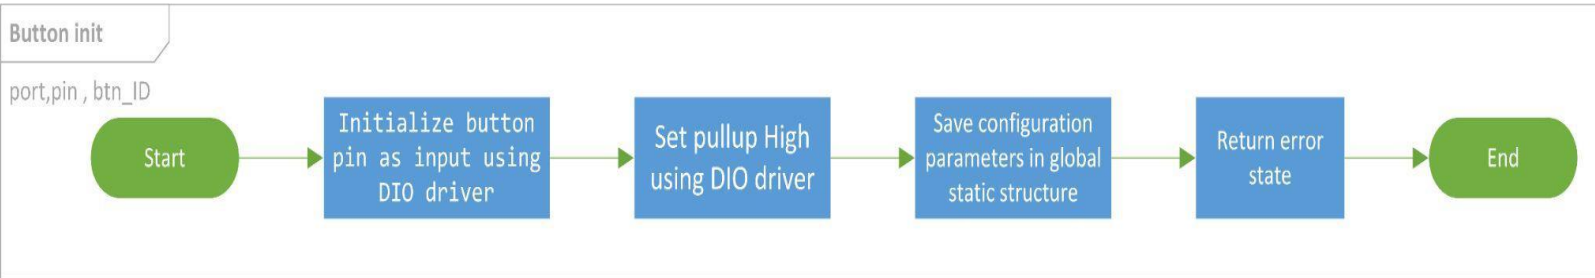 Button init
port,pin , btn_ID
Start
Initialize button
pin as input using
DIO driver
Set pullup High
using DIO driver
Save configuration
parameters in global
static structure
Return error
state
End